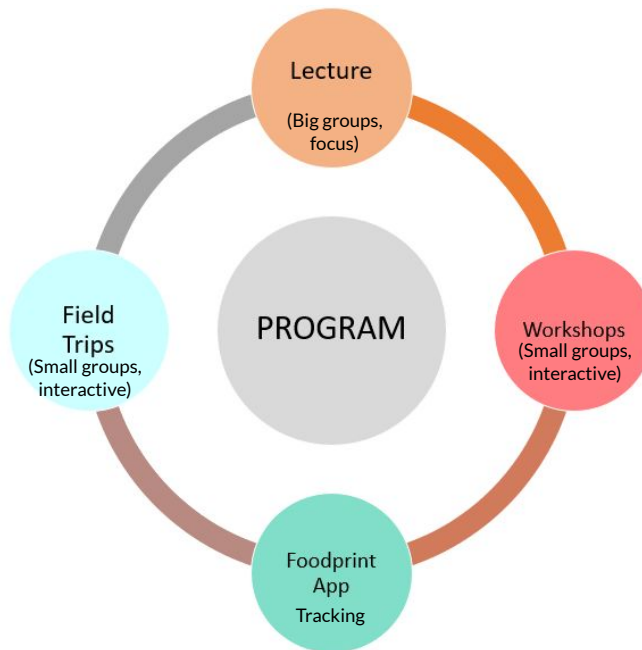 Lecture
(Big groups,
focus)
Field
Trips
(Small groups,
interactive)
PROGRAM
Workshops
(Small groups,
interactive)
Foodprint
App
Tracking